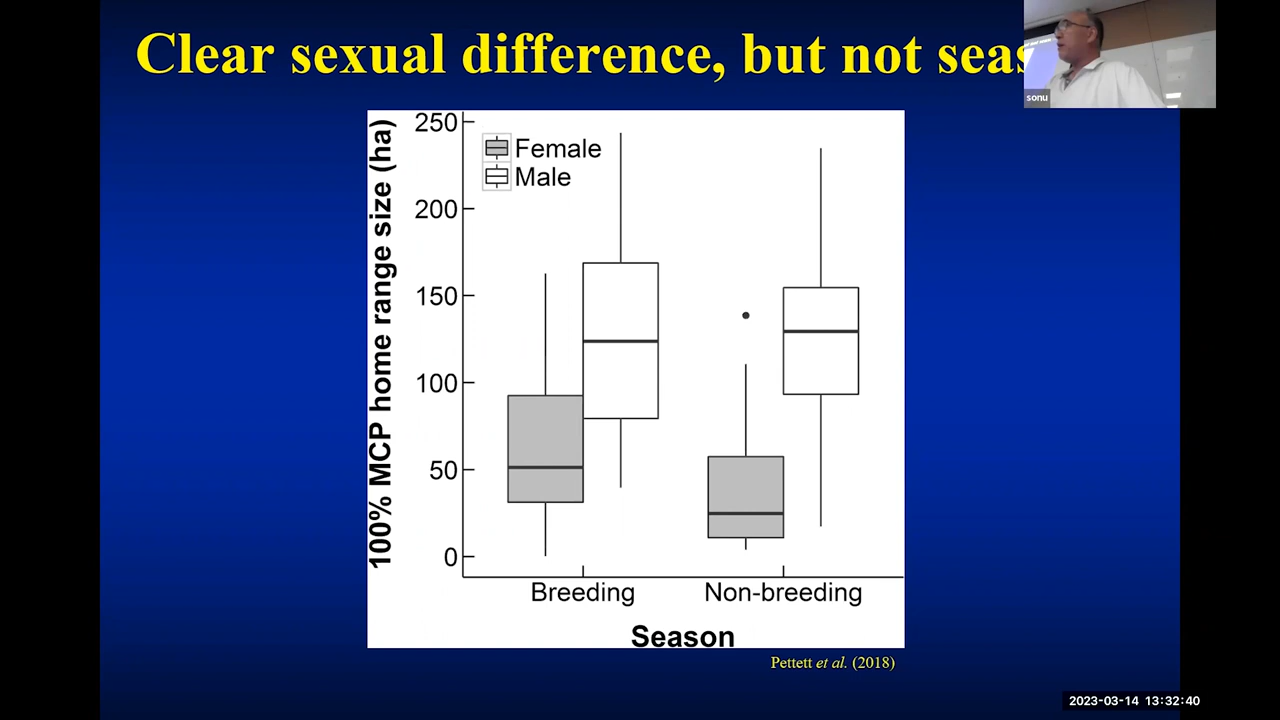 Clear sexual difference, but not seas
sonu
100% MCP home range size (ha)
250
200
150
100
50
0
Female
Male
Breeding
Non-breeding
Season
Pettett et al. (2018)
2023-03-14 13:32:40